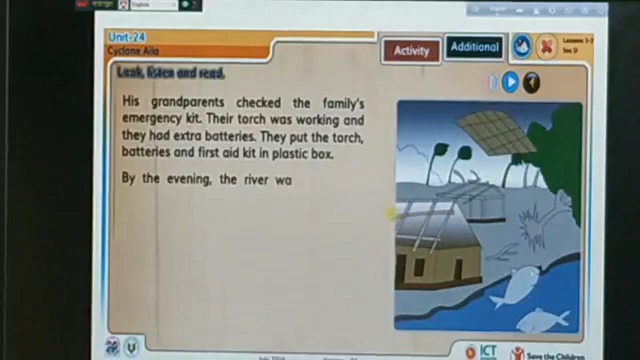 English
Unit-24
Cyclone Aila
Activity
Additional
Look, listen and read.
His grandparents checked the family's
emergency kit. Their torch was working and
they had extra batteries. They put the torch,
batteries and first aid kit in plastic box.
By the evening, the river wa
ICT
Save the Children